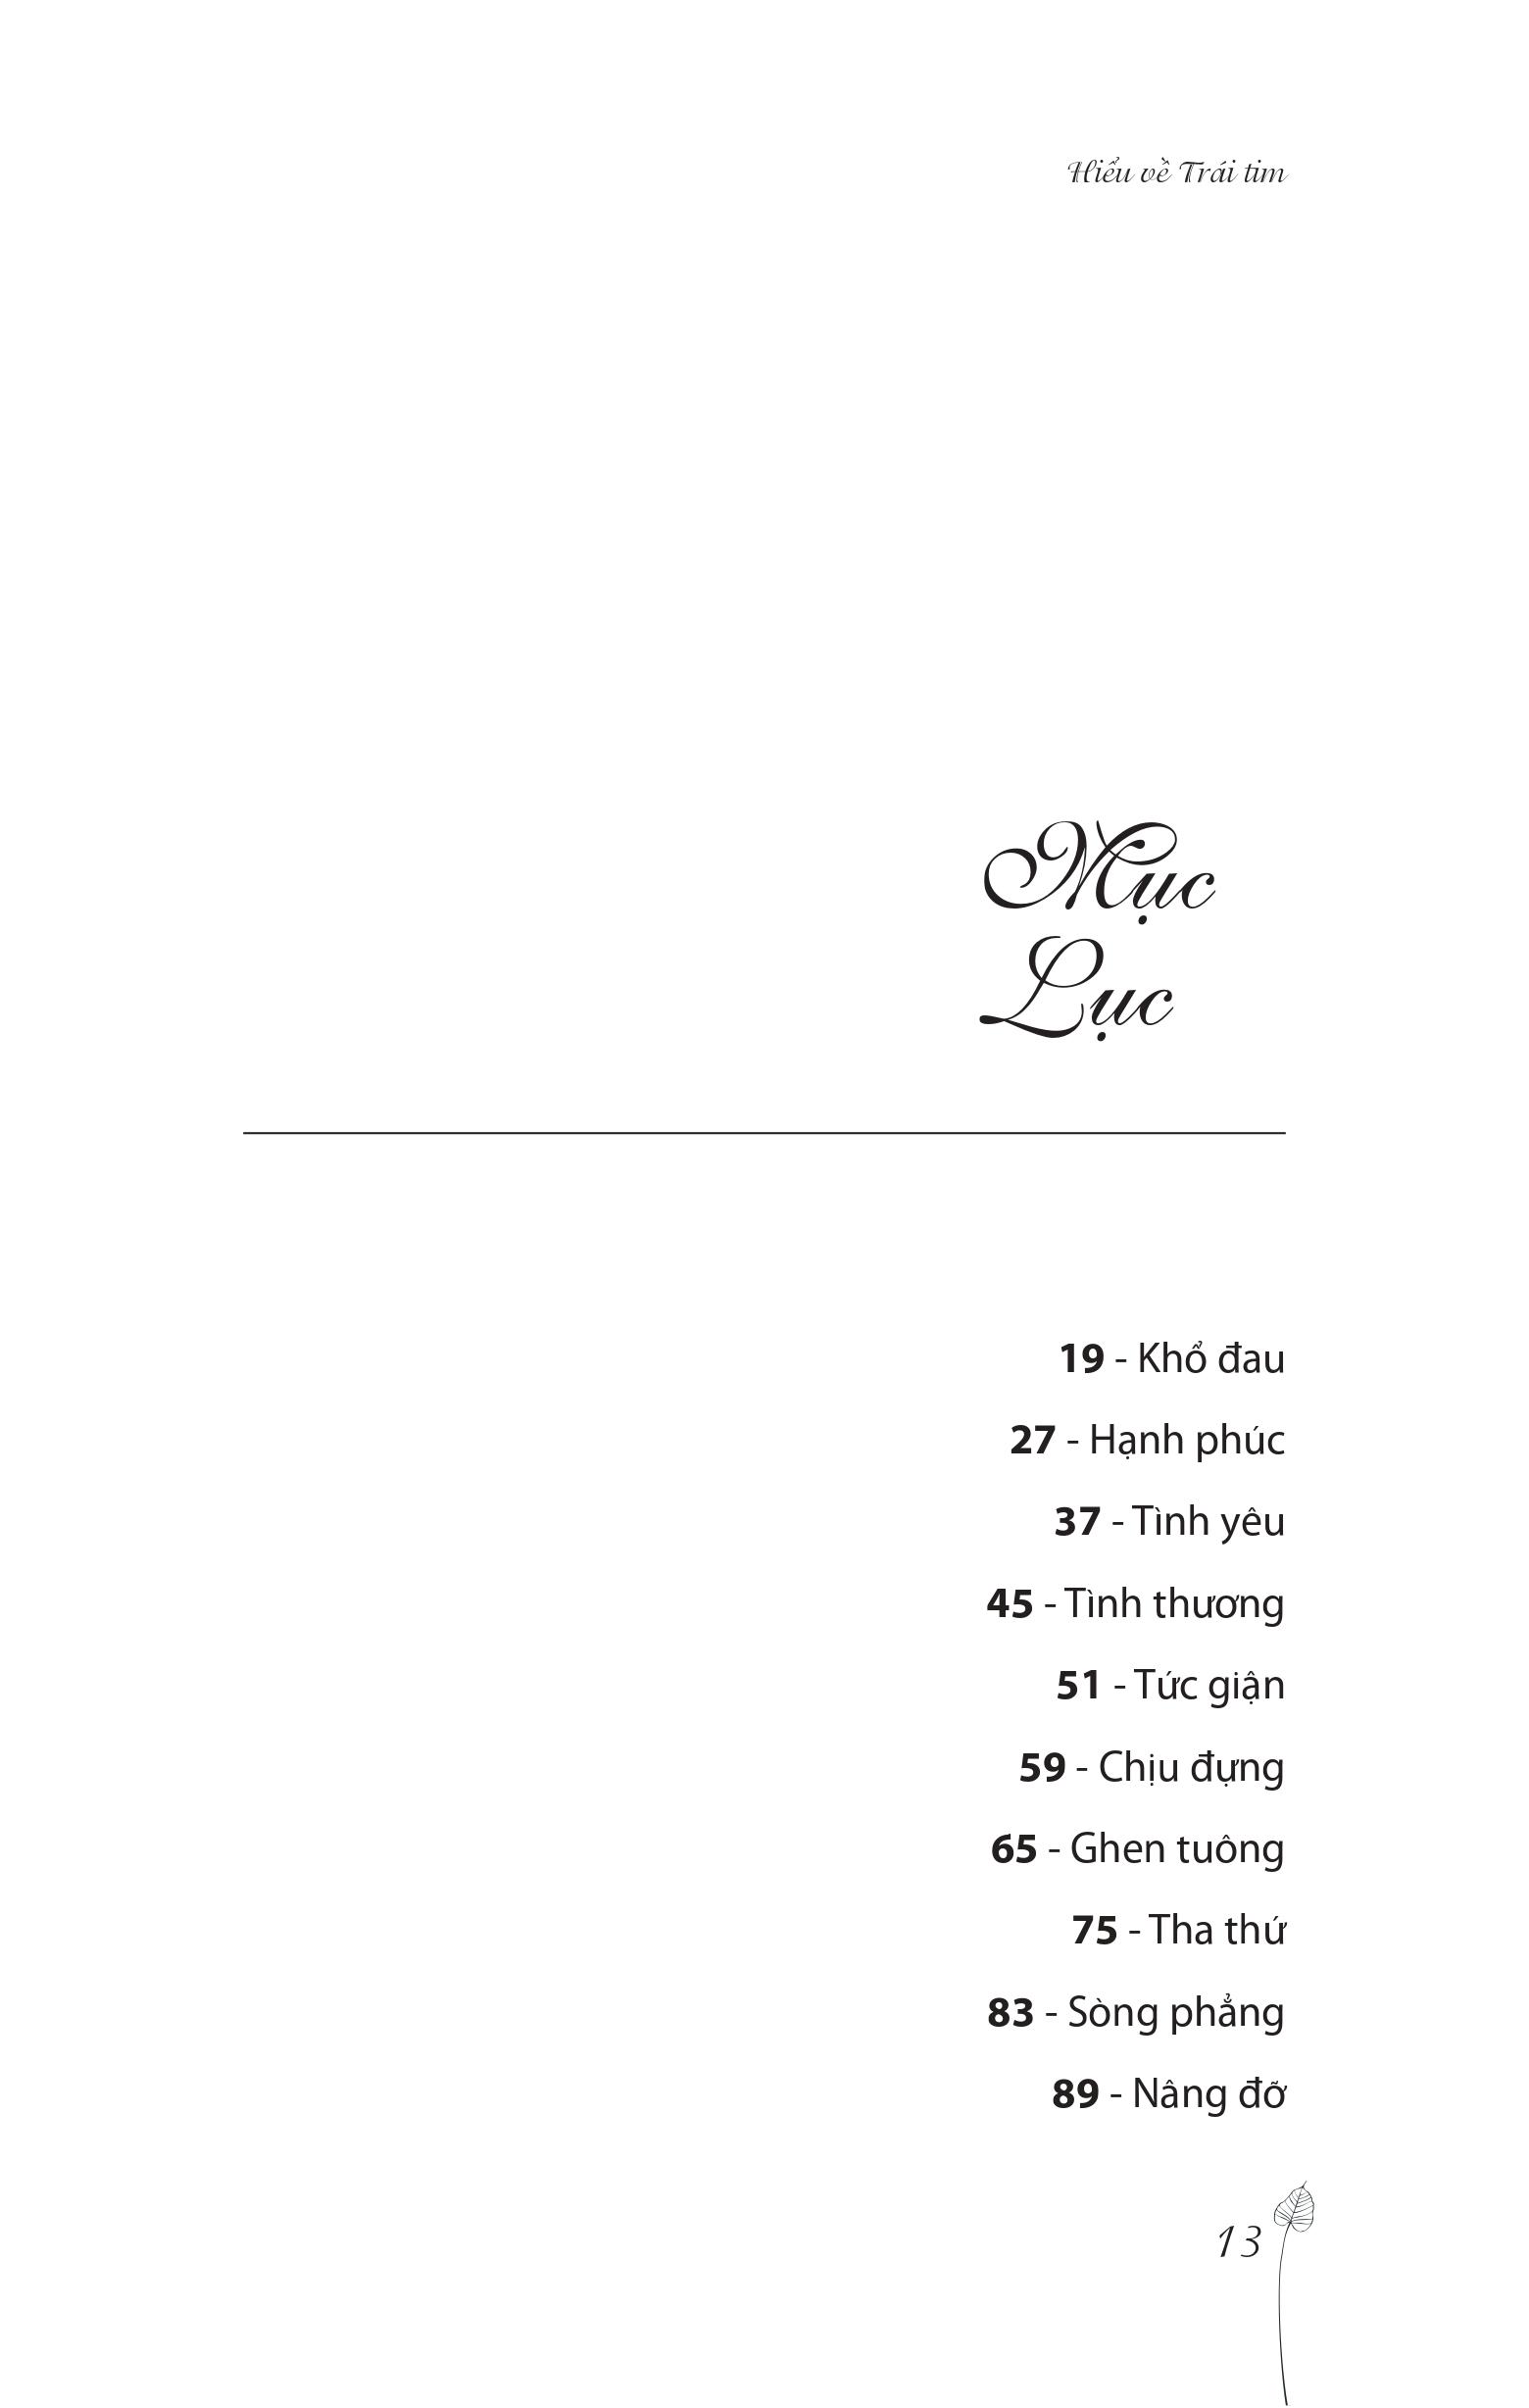 Hiểu về Trái tim
Mục
Lục
19 - Khổ đau
27 - Hạnh phúc
37 - Tình yêu
45 - Tình thương
51 - Tức giận
59 - Chịu đựng
65 - Ghen tuông
75 - Tha thứ
83 - Sòng phẳng
89 - Nâng đỡ
13